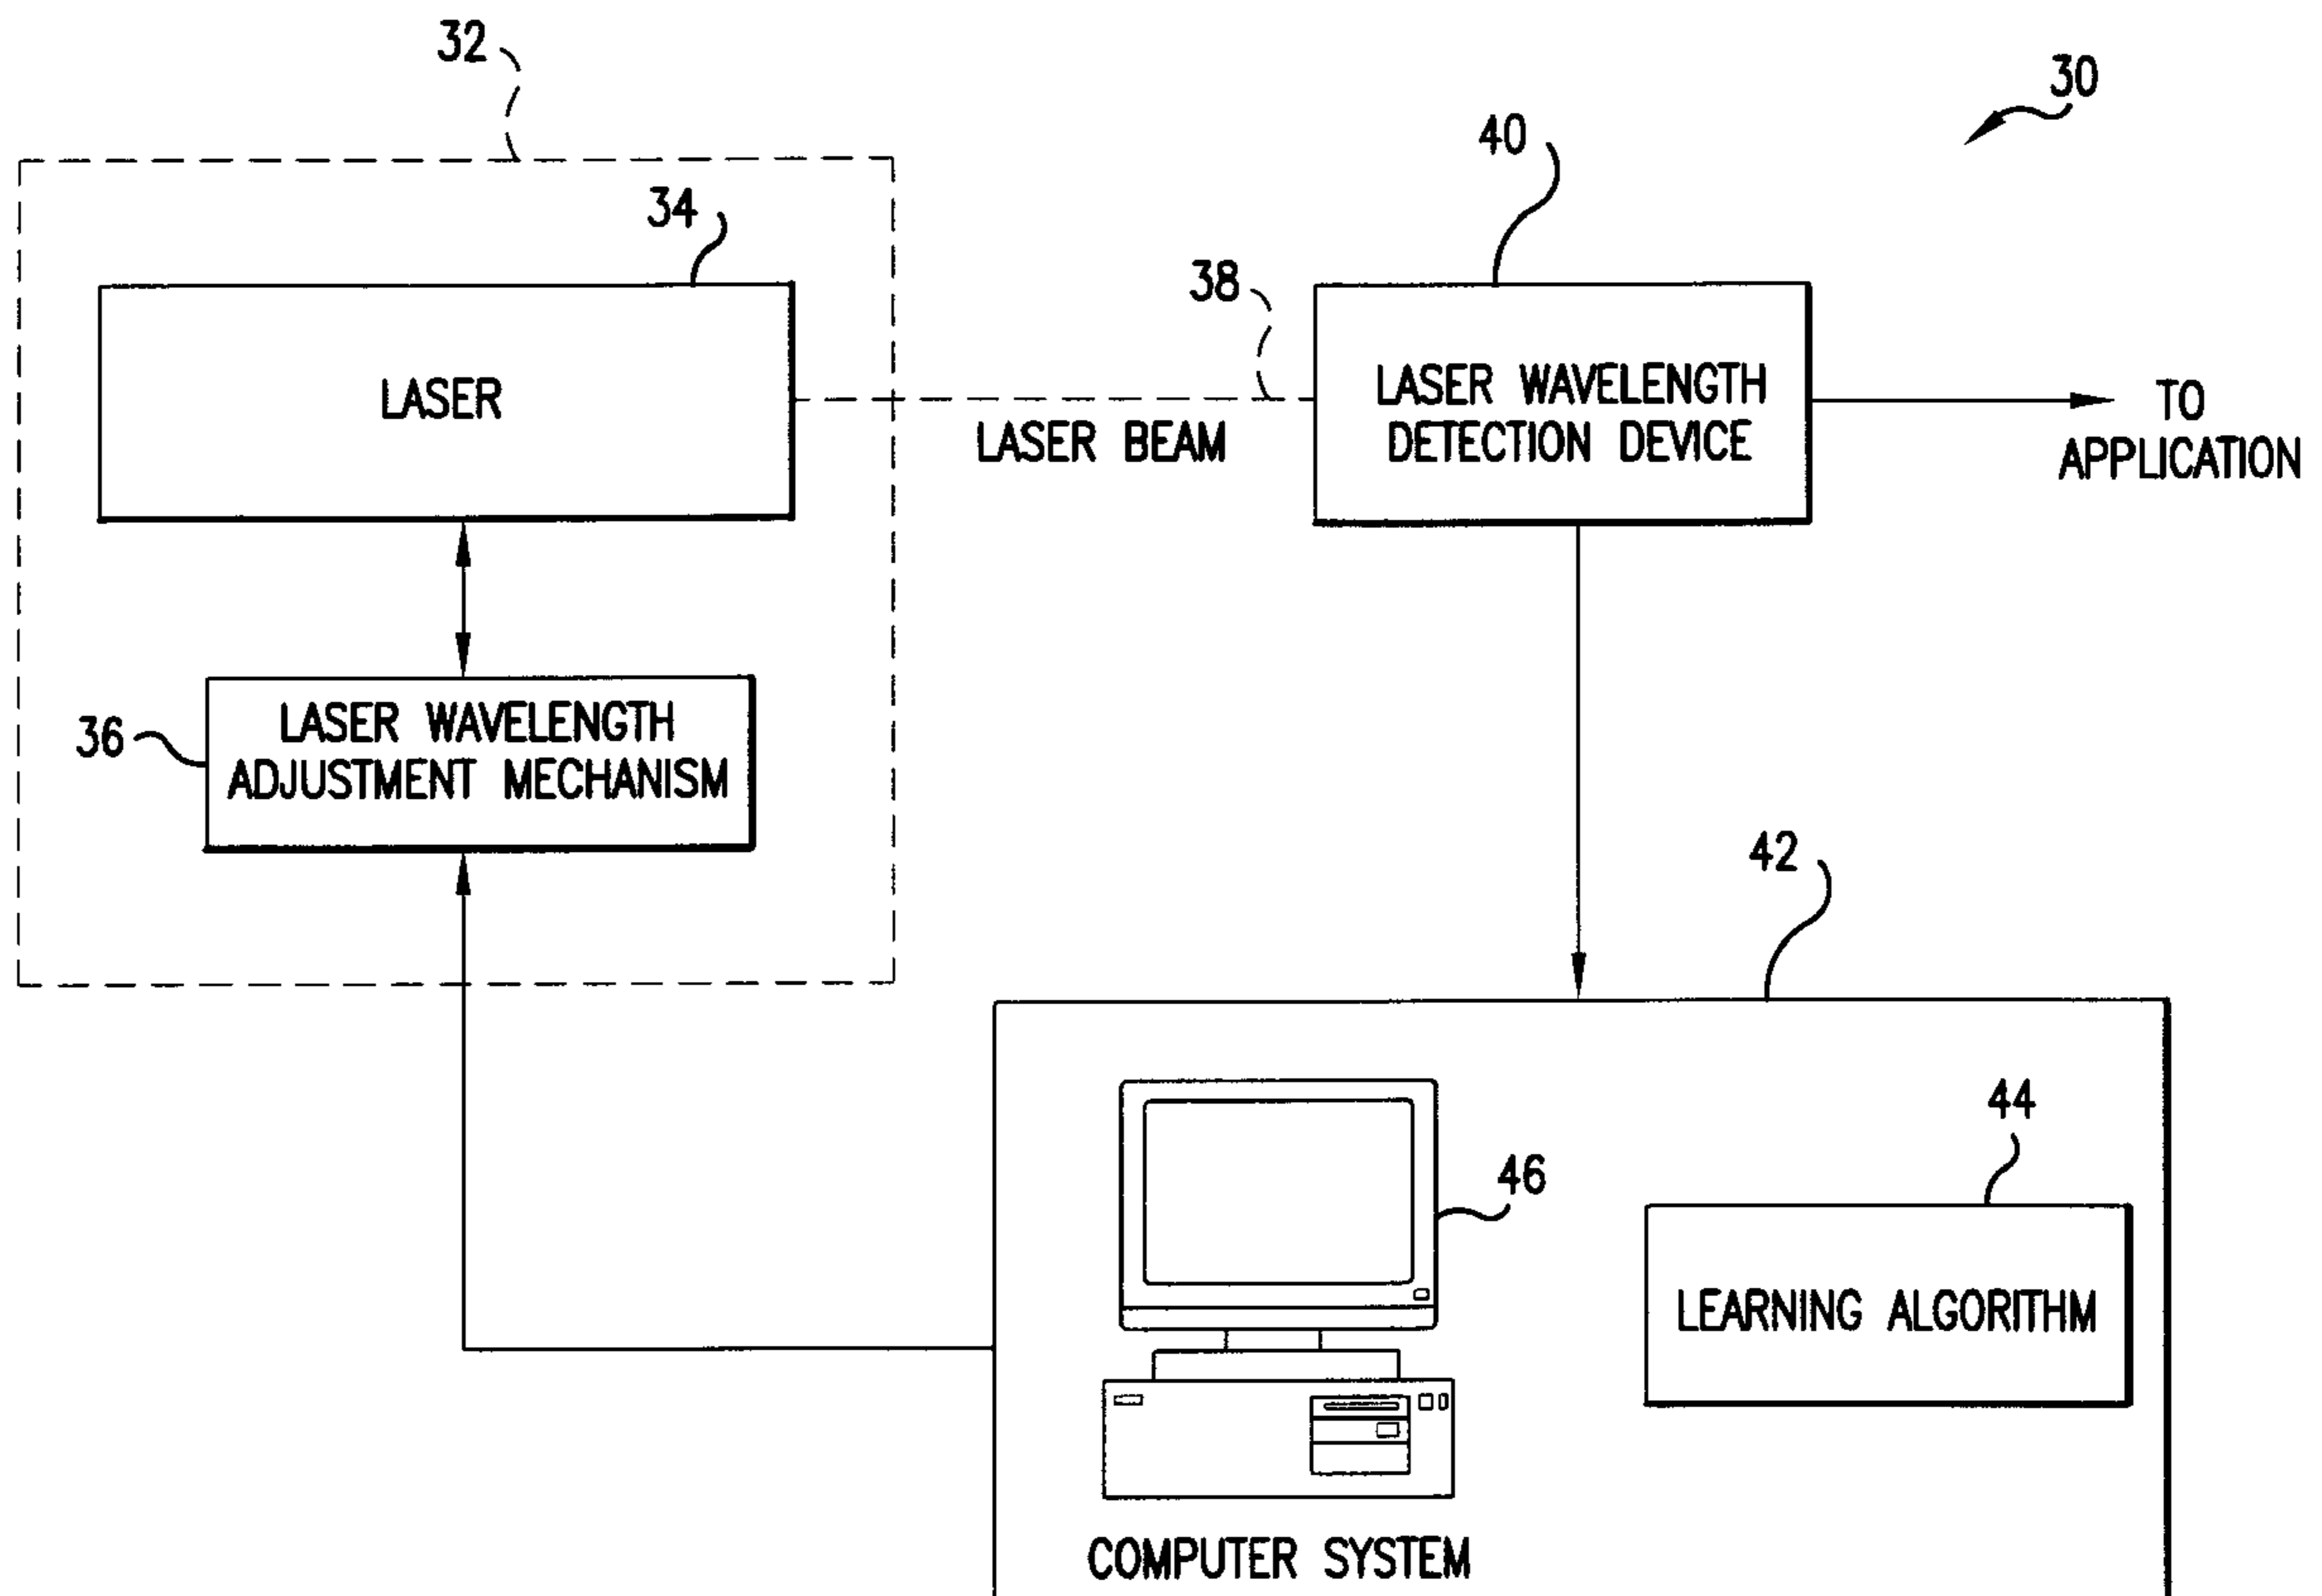 32
30
40
34
38
LASER
LASER WAVELENGTH
DETECTION DEVICE
TO
APPLICATION
LASER BEAM
36
LASER WAVELENGTH
ADJUSTMENT MECHANISM
42
44
46
LEARNING ALGORITHM
COMPUTER SYSTEM